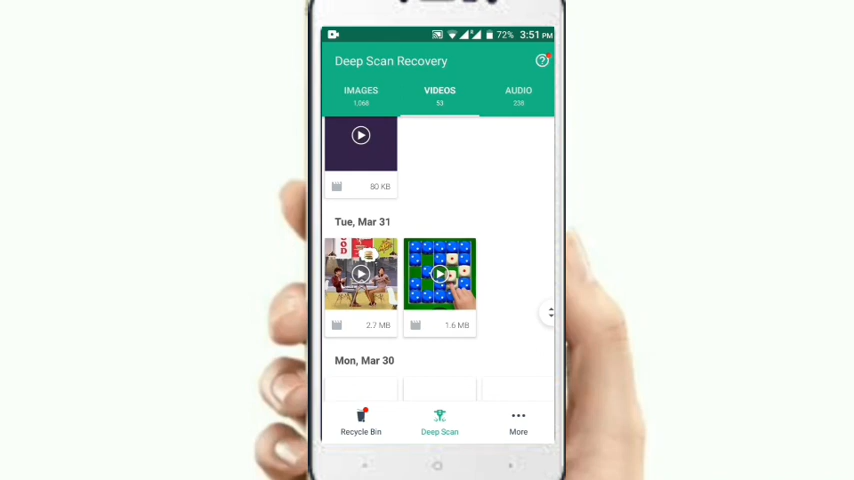 72% 3:51 PM
Deep Scan Recovery
IMAGES VIDEOS AUDIO
1,068 53 238
80 KB
Tue, Mar 31
2.7 MB 1.6 MB
Mon, Mar 30
Recycle Bin Deep Scan More